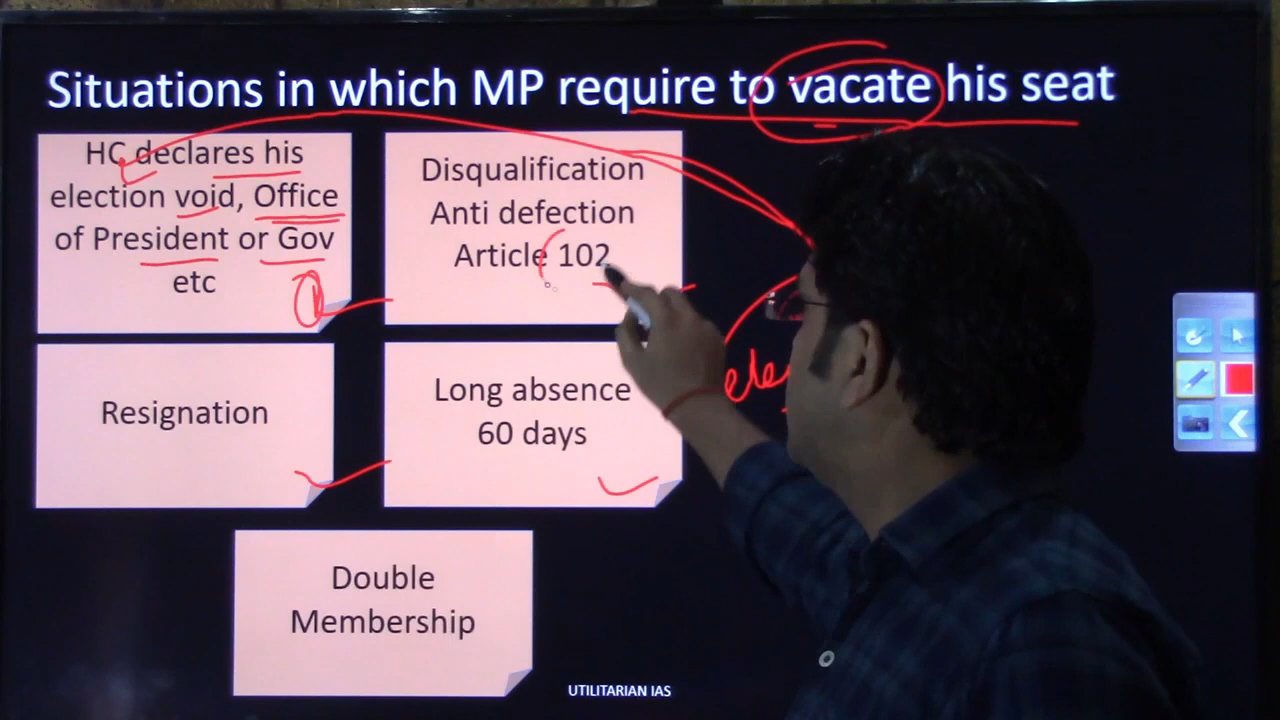 Situations in which MP require to vacate his seat
HC declares his
election void, Office
of President or Gov
etc
Disqualification
Anti defection
Article 102
Resignation
Long absence
60 days
Double
Membership
UTILITARIAN IAS